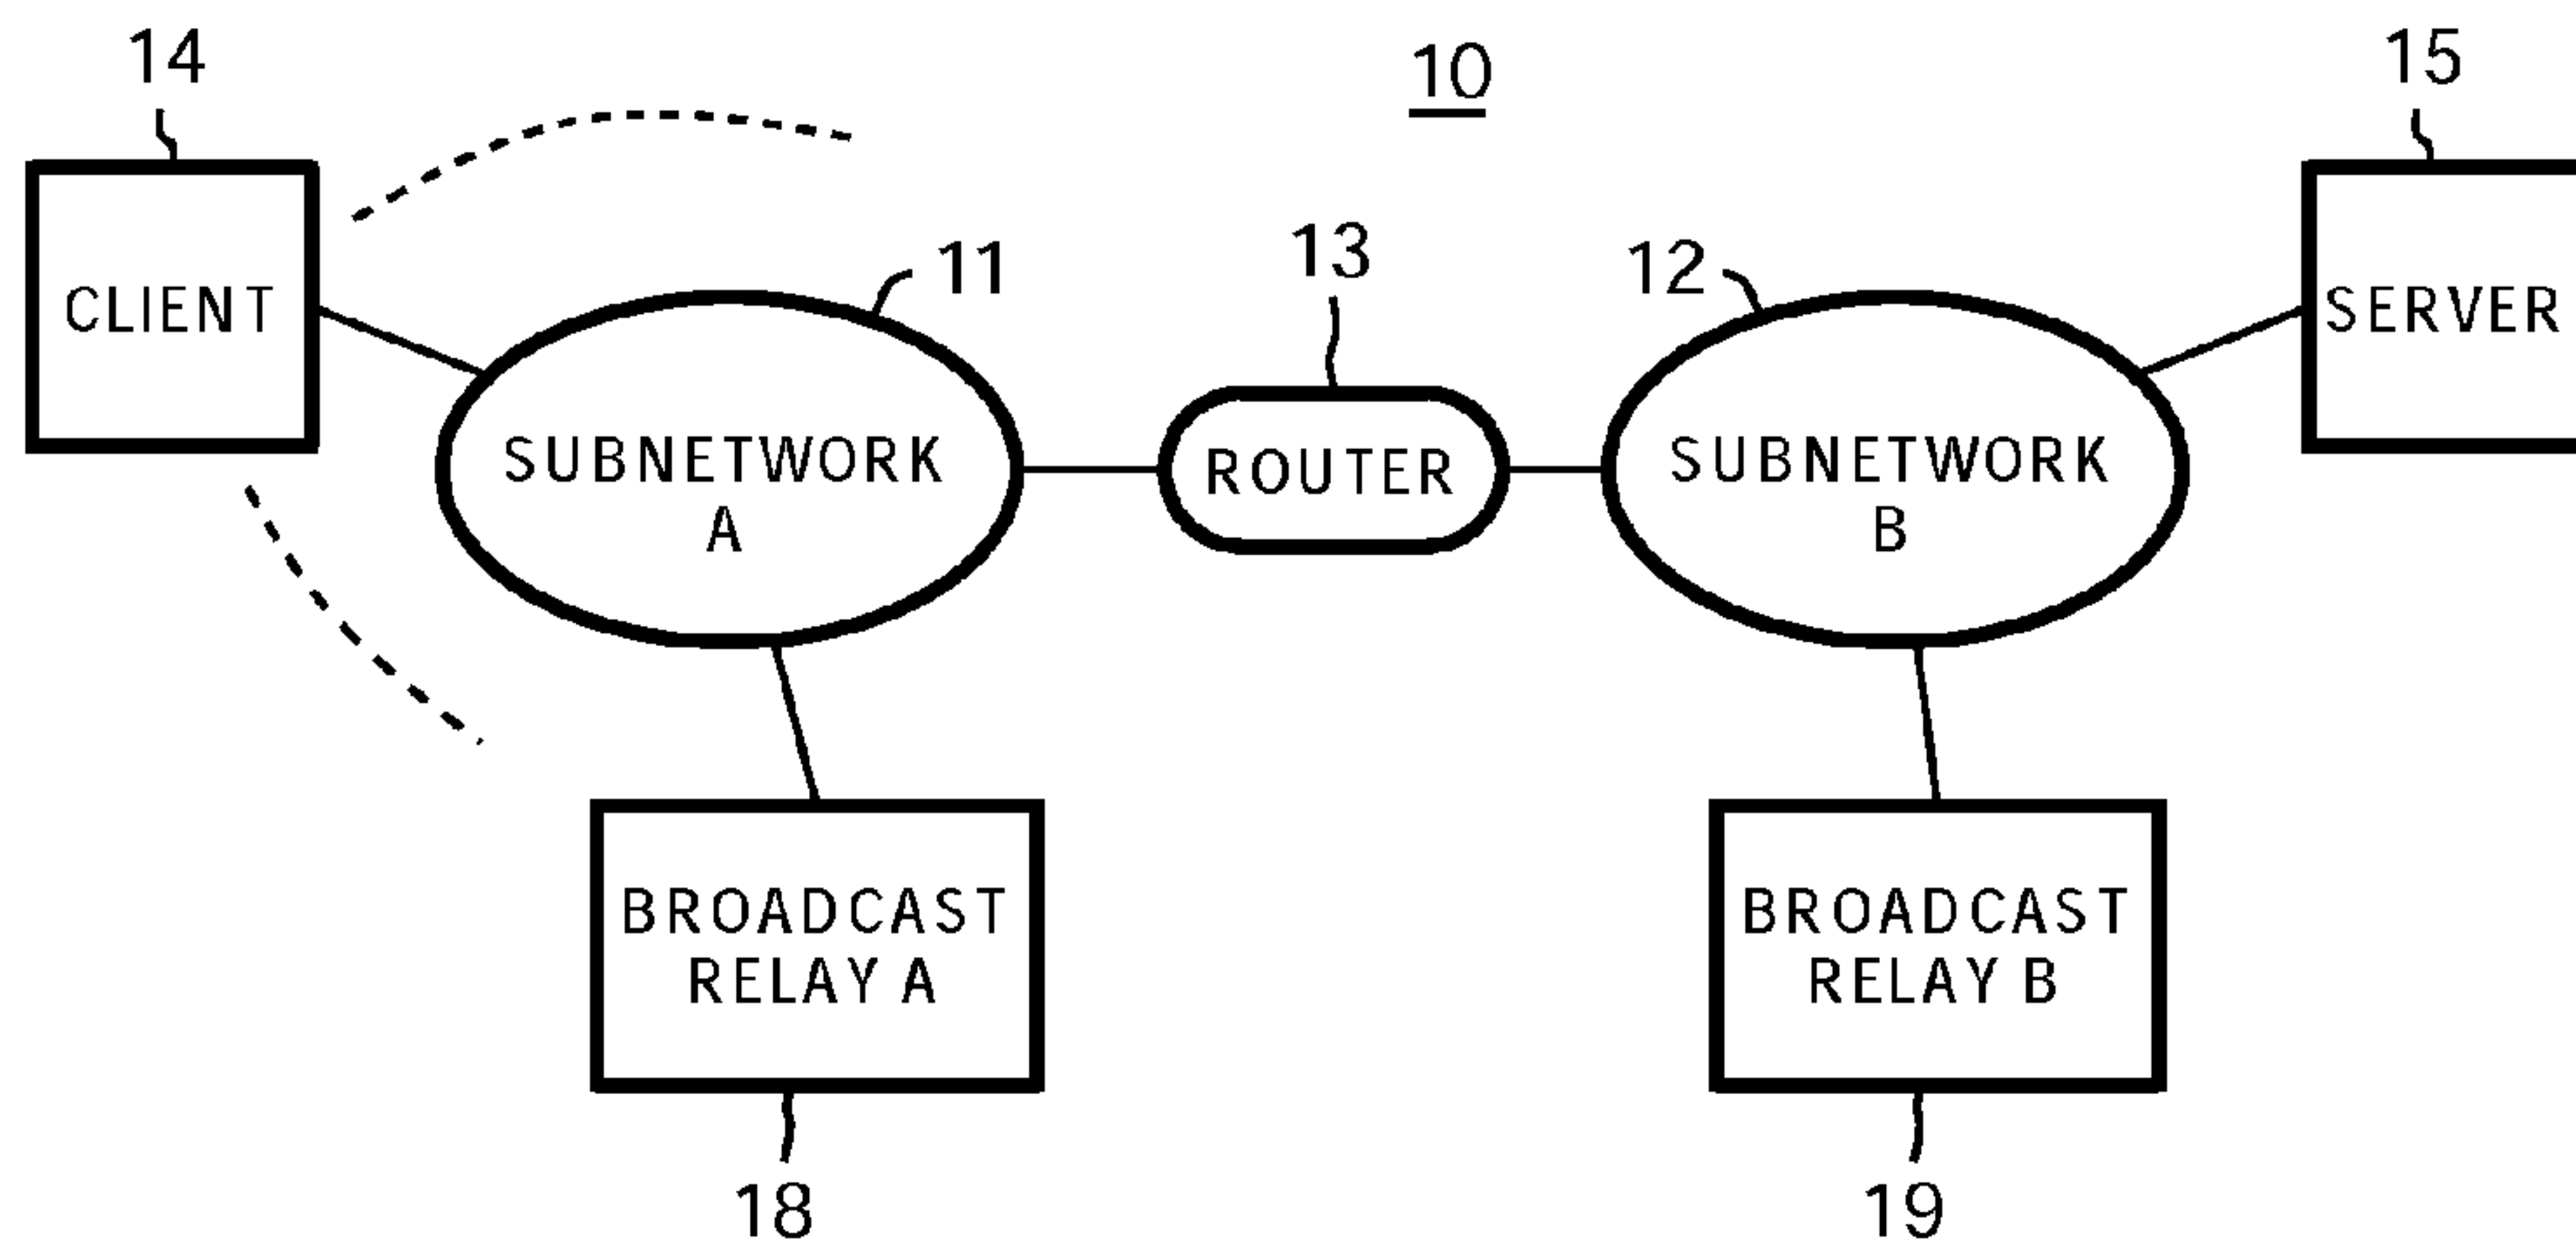 14
10
15
11
13
12
CLIENT
SERVER
SUBNETWORK
A
ROUTER
SUBNETWORK
B
BROADCAST
RELAY A
BROADCAST
RELAY B
18
19